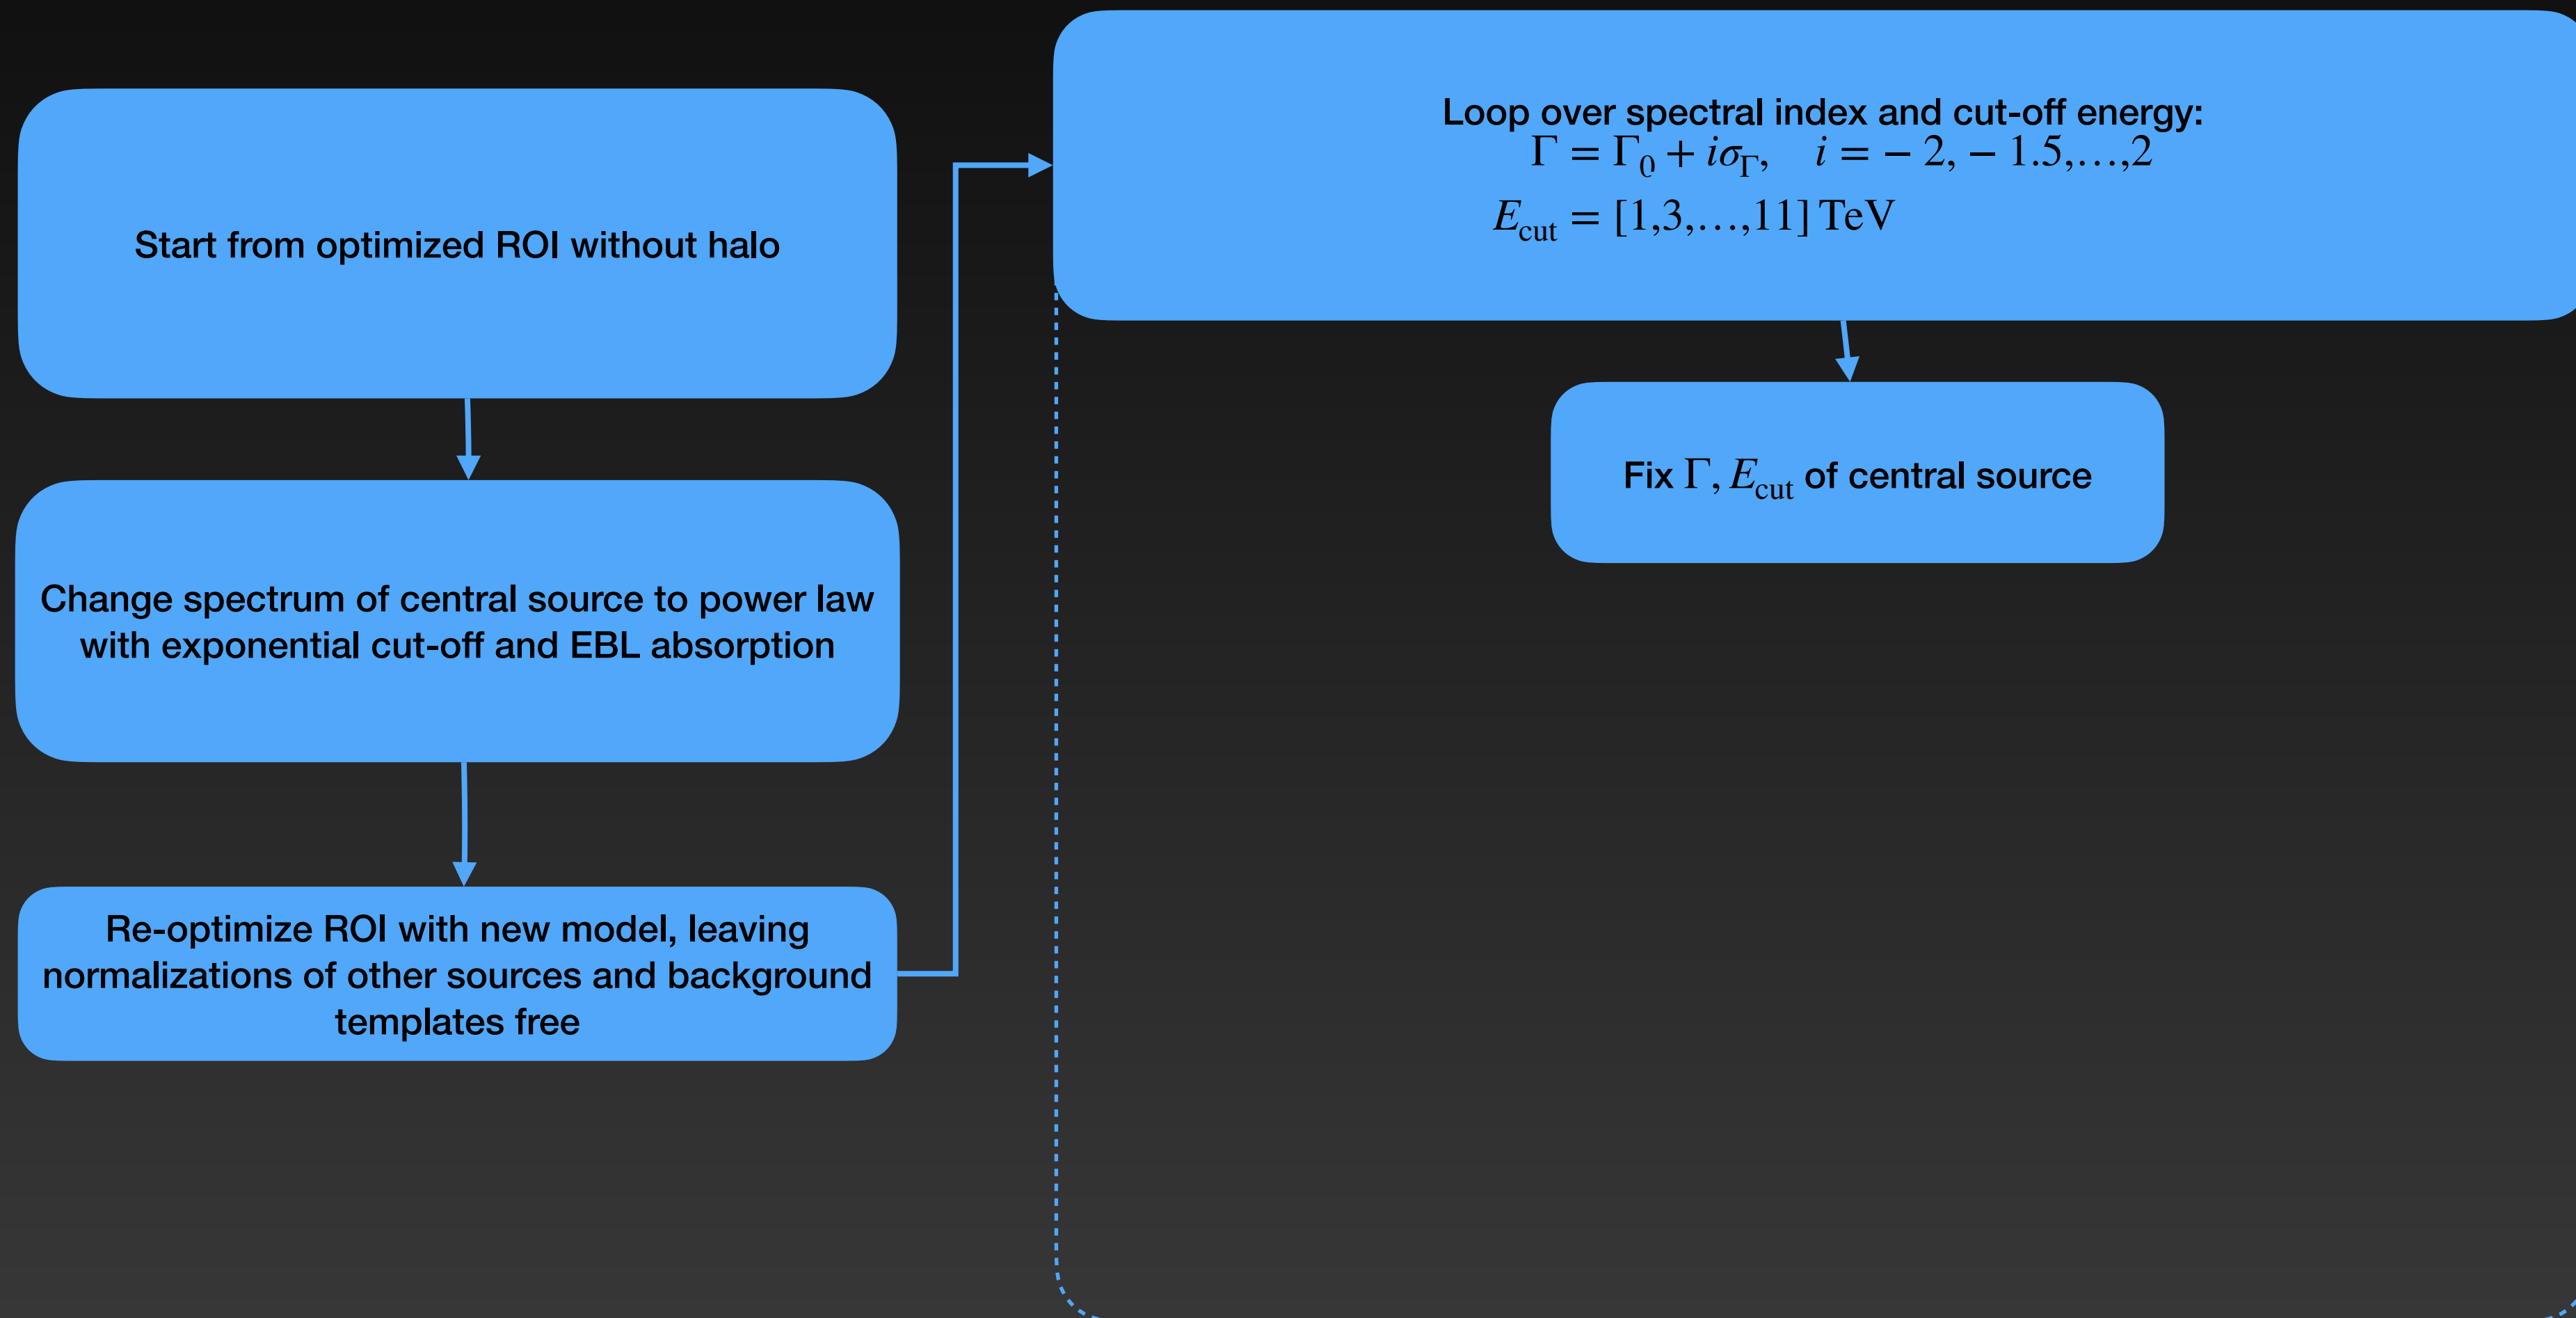 Start from optimized ROI without halo
Change spectrum of central source to power law
with exponential cut-off and EBL absorption
Re-optimize ROI with new model, leaving
normalizations of other sources and background
templates free
Loop over spectral index and cut-off energy:
Γ = Γ₀ + iσ_Γ, i = − 2, − 1.5,…,2
E_cut = [1,3,…,11] TeV
Fix Γ, E_cut of central source